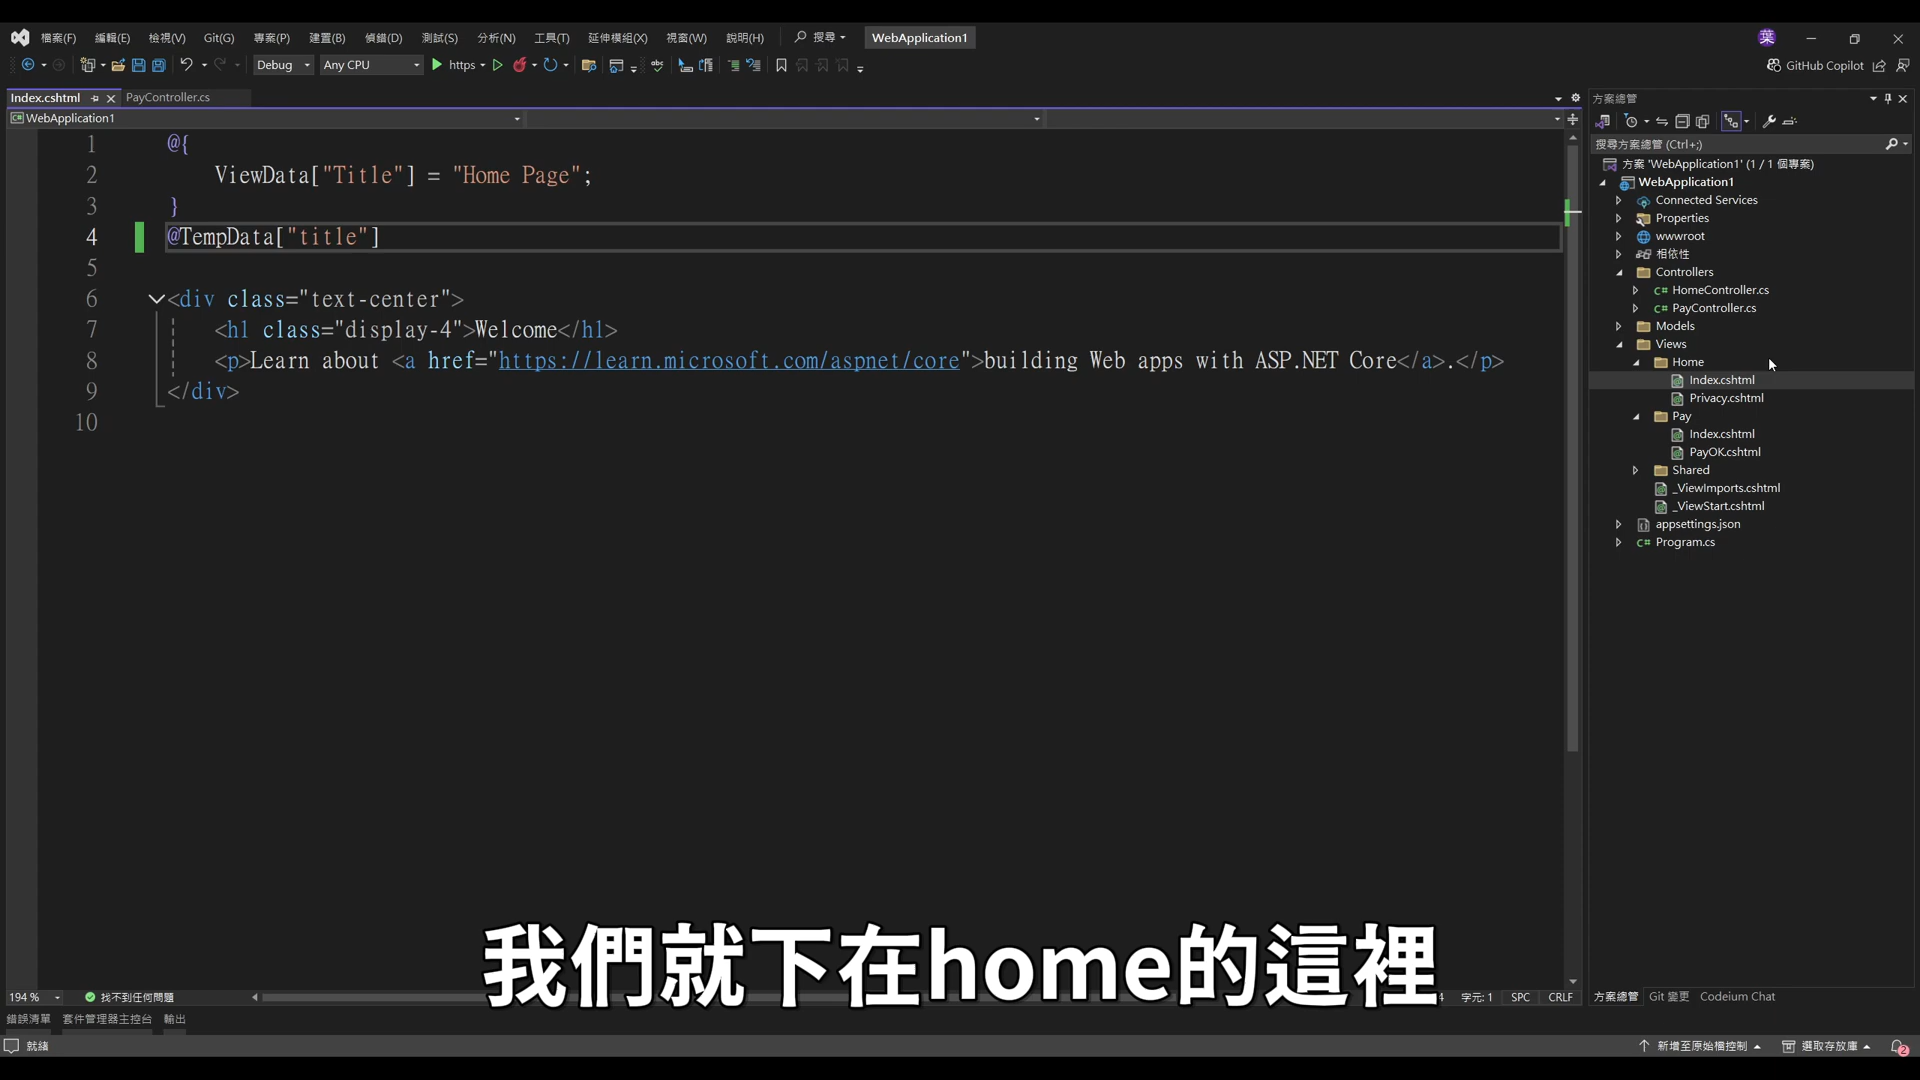 檔案(F) 編輯(E) 檢視(V) Git(G) 專案(P) 建置(B) 偵錯(D) 測試(S) 分析(N) 工具(T) 延伸模組(X) 視窗(W) 說明(H) 搜尋 WebApplication1 葉
Debug Any CPU https GitHub Copilot
Index.cshtml PayController.cs
WebApplication1
1 @{
2 ViewData["Title"] = "Home Page";
3 }
4 @TempData["title"]
5
6 <div class="text-center">
7 <h1 class="display-4">Welcome</h1>
8 <p>Learn about <a href="https://learn.microsoft.com/aspnet/core">building Web apps with ASP.NET Core</a>.</p>
9 </div>
10
方案總管
搜尋方案總管 (Ctrl+;)
方案 'WebApplication1' (1 / 1 個專案)
WebApplication1
Connected Services
Properties
wwwroot
相依性
Controllers
C# HomeController.cs
C# PayController.cs
Models
Views
Home
Index.cshtml
Privacy.cshtml
Pay
Index.cshtml
PayOK.cshtml
Shared
_ViewImports.cshtml
_ViewStart.cshtml
appsettings.json
C# Program.cs
我們就下在home的這裡
194 % 找不到任何問題 4 字元: 1 SPC CRLF
方案總管 Git 變更 Codeium Chat
錯誤清單 套件管理器主控台 輸出
就緒 新增至原始檔控制 選取存放庫 2